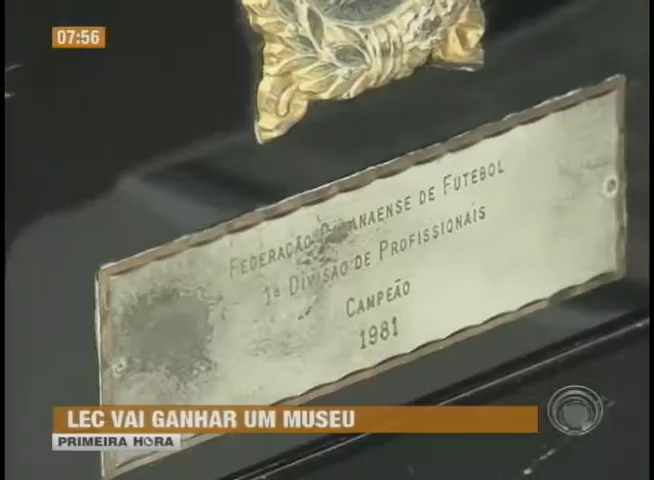 07:56
FEDERAÇÃO PARANAENSE DE FUTEBOL
1ª DIVISÃO DE PROFISSIONAIS
CAMPEÃO
1981
LEC VAI GANHAR UM MUSEU
PRIMEIRA HORA